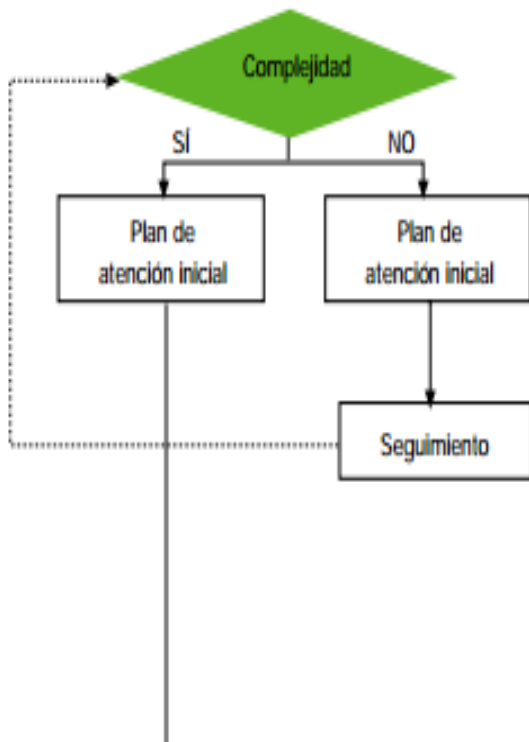 Complejidad
SÍ
NO
Plan de
atención inicial
Plan de
atención inicial
Seguimiento